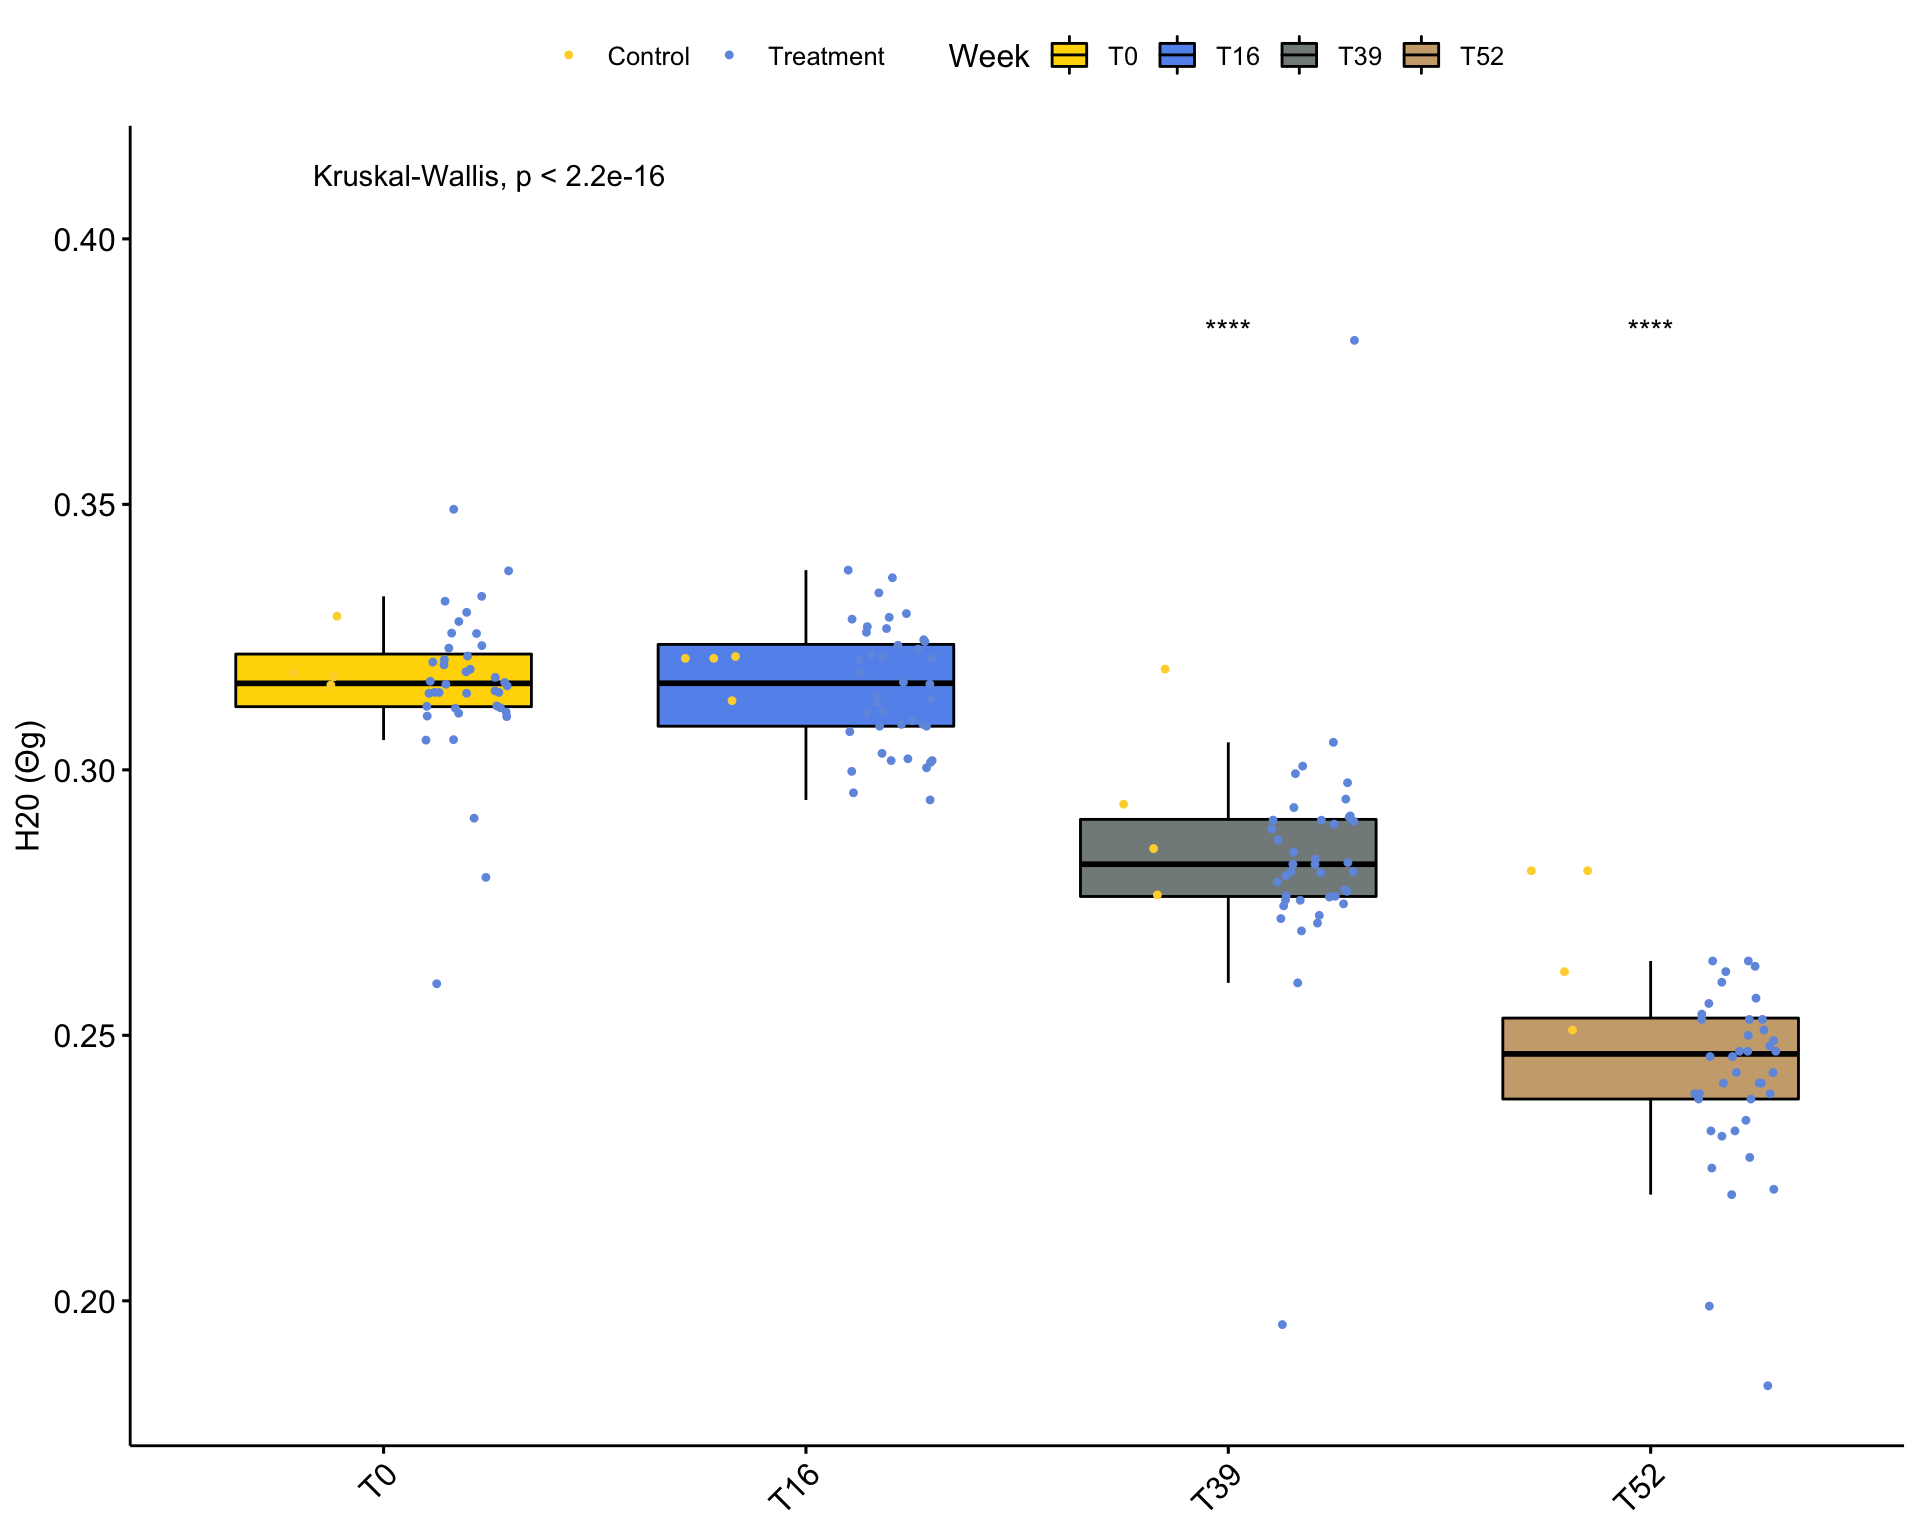 Control Treatment Week T0 T16 T39 T52
Kruskal-Wallis, p < 2.2e-16
0.40
**** ****
0.35
0.30
0.25
0.20
H20 (Θg)
T0 T16 T39 T52